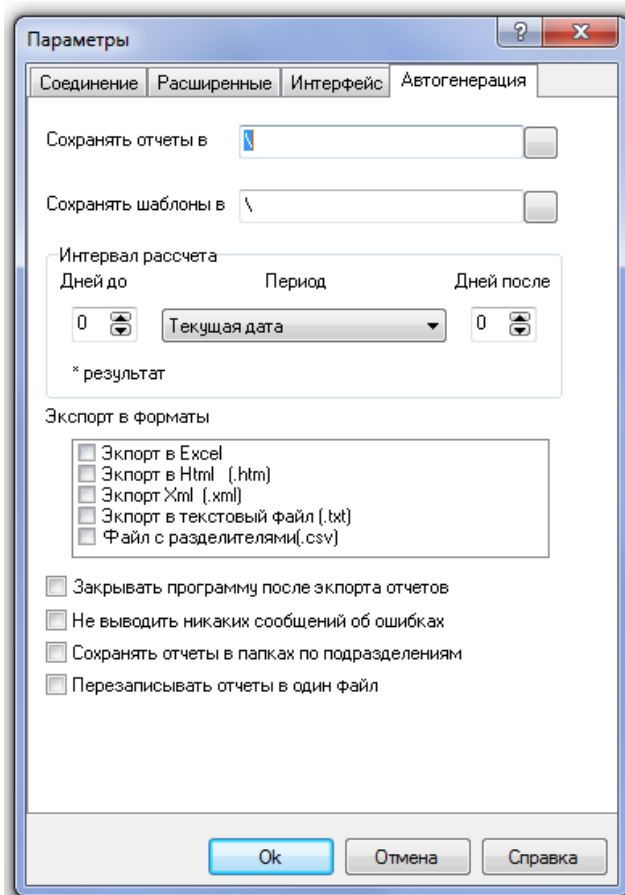 Параметры
Соединение Расширенные Интерфейс Автогенерация
Сохранять отчеты в \
Сохранять шаблоны в \
Интервал рассчета
Дней до Период Дней после
0 Текущая дата 0
* результат
Экспорт в форматы
Экпорт в Excel
Экпорт в Html (.htm)
Экпорт Xml (.xml)
Экпорт в текстовый файл (.txt)
Файл с разделителями(.csv)
Закрывать программу после экпорта отчетов
Не выводить никаких сообщений об ошибках
Сохранять отчеты в папках по подразделениям
Перезаписывать отчеты в один файл
Ok Отмена Справка